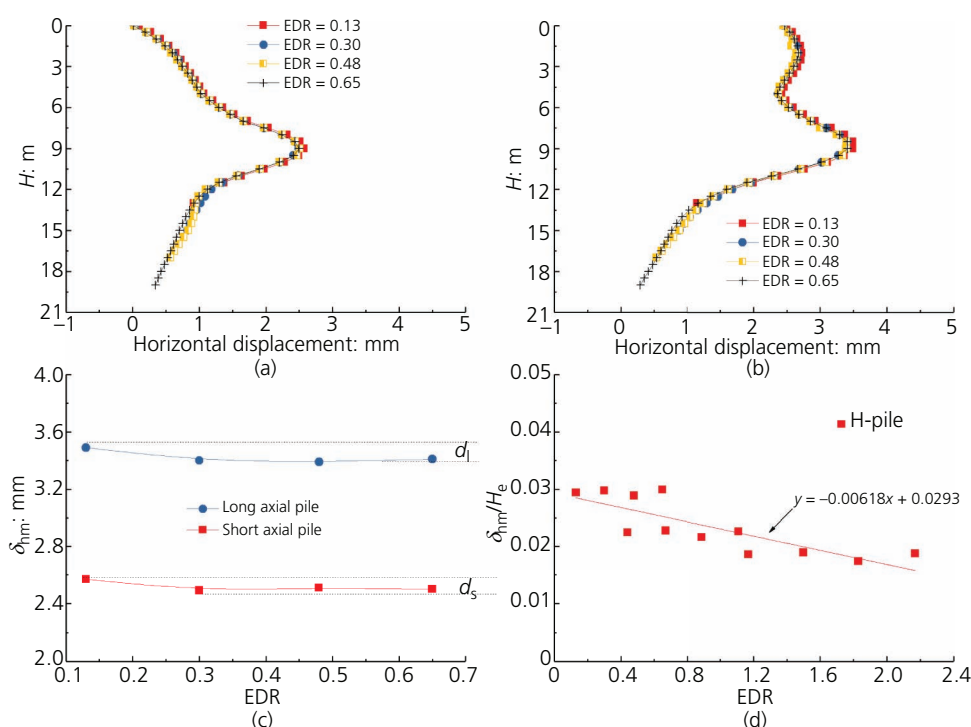 0
3
6
9
12
15
18
21
H: m
EDR = 0.13
EDR = 0.30
EDR = 0.48
EDR = 0.65
–1 0 1 2 3 4 5
Horizontal displacement: mm
(a)
0
3
6
9
12
15
18
21
H: m
EDR = 0.13
EDR = 0.30
EDR = 0.48
EDR = 0.65
–1 0 1 2 3 4 5
Horizontal displacement: mm
(b)
4.0
3.6
3.2
2.8
2.4
2.0
δhm: mm
dl
Long axial pile
Short axial pile
ds
0.1 0.2 0.3 0.4 0.5 0.6 0.7
EDR
(c)
0.05
0.04
0.03
0.02
0.01
0
δhm/He
H-pile
y = –0.00618x + 0.0293
0 0.4 0.8 1.2 1.6 2.0 2.4
EDR
(d)